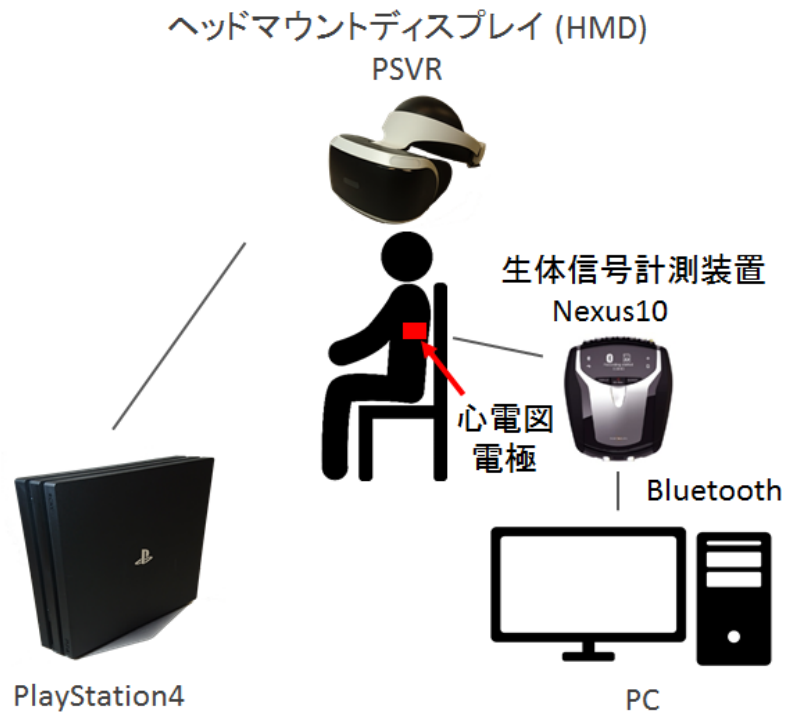 ヘッドマウントディスプレイ (HMD)
PSVR
生体信号計測装置
Nexus10
心電図
電極
Bluetooth
PlayStation4
PC